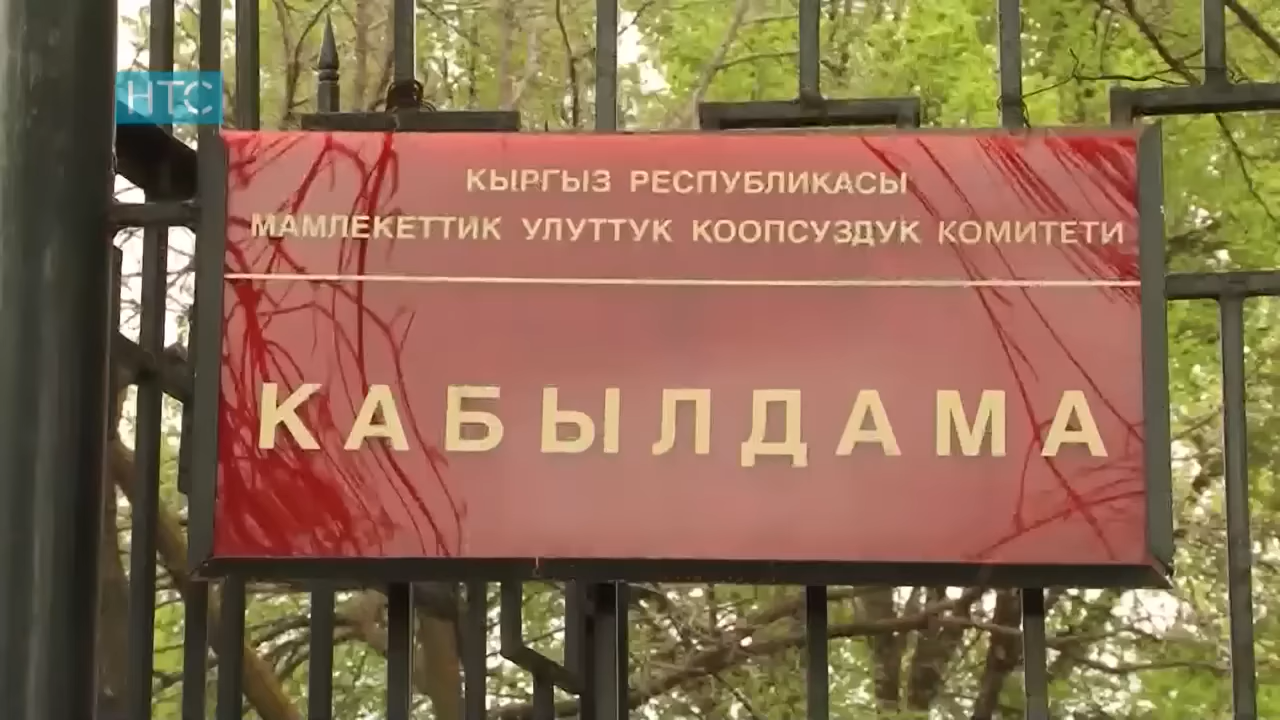 НТС
КЫРГЫЗ РЕСПУБЛИКАСЫ
МАМЛЕКЕТТИК УЛУТТУК КООПСУЗДУК КОМИТЕТИ
КАБЫЛДАМА